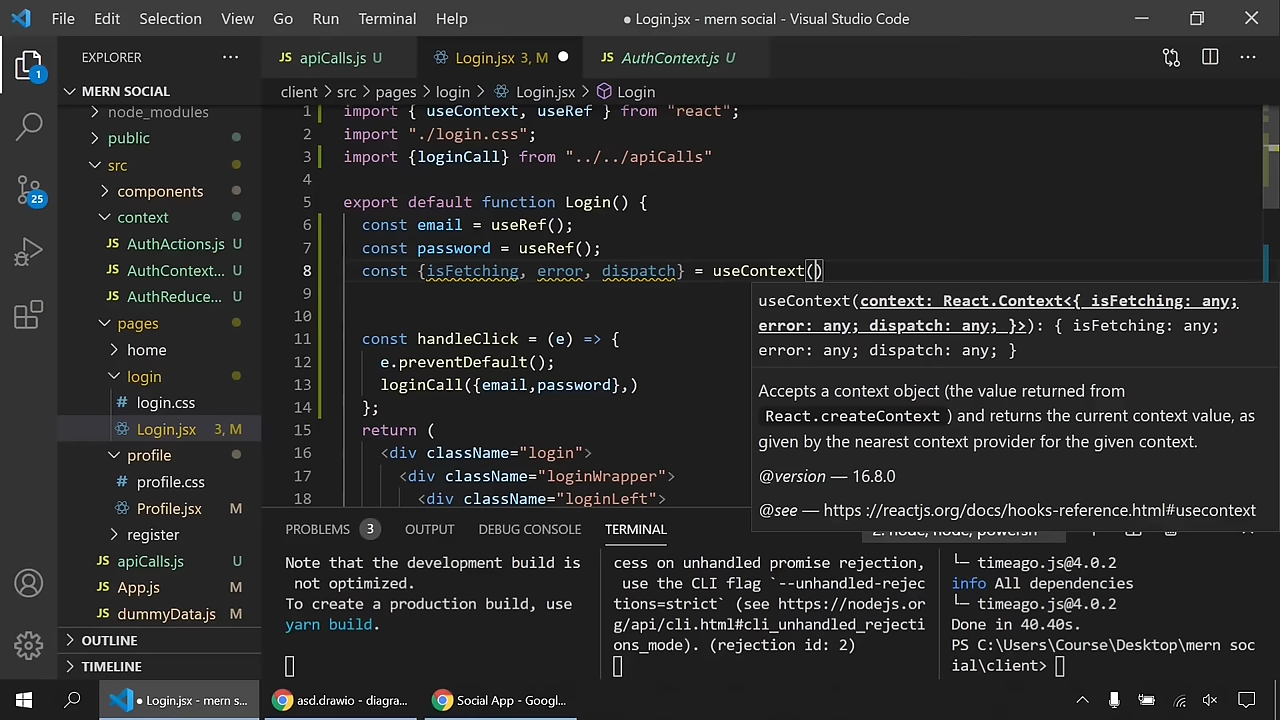 File Edit Selection View Go Run Terminal Help
● Login.jsx - mern social - Visual Studio Code
EXPLORER
1
MERN SOCIAL
node_modules
public
src
components
context
JS AuthActions.js U
JS AuthContext... U
JS AuthReduce... U
pages
home
login
# login.css
Login.jsx 3, M
profile
# profile.css
Profile.jsx M
register
JS apiCalls.js U
JS App.js M
JS dummyData.js M
OUTLINE
TIMELINE
25
JS apiCalls.js U
Login.jsx 3, M
JS AuthContext.js U
client > src > pages > login > Login.jsx > Login
1 import { useContext, useRef } from "react";
2 import "./login.css";
3 import {loginCall} from "../../apiCalls"
4
5 export default function Login() {
6 const email = useRef();
7 const password = useRef();
8 const {isFetching, error, dispatch} = useContext()
9
10
11 const handleClick = (e) => {
12 e.preventDefault();
13 loginCall({email,password},)
14 };
15 return (
16 <div className="login">
17 <div className="loginWrapper">
18 <div className="loginLeft">
useContext(context: React.Context<{ isFetching: any;
error: any; dispatch: any; }>): { isFetching: any;
error: any; dispatch: any; }
Accepts a context object (the value returned from
React.createContext ) and returns the current context value, as
given by the nearest context provider for the given context.
@version — 16.8.0
@see — https://reactjs.org/docs/hooks-reference.html#usecontext
PROBLEMS 3 OUTPUT DEBUG CONSOLE TERMINAL
2: node, node, powersh
Note that the development build is
not optimized.
To create a production build, use
yarn build.
cess on unhandled promise rejection,
use the CLI flag `--unhandled-rejec
tions=strict` (see https://nodejs.or
g/api/cli.html#cli_unhandled_rejecti
ons_mode). (rejection id: 2)
└─ timeago.js@4.0.2
info All dependencies
└─ timeago.js@4.0.2
Done in 40.40s.
PS C:\Users\Course\Desktop\mern soc
ial\client>
● Login.jsx - mern s...
asd.drawio - diagra...
Social App - Googl...